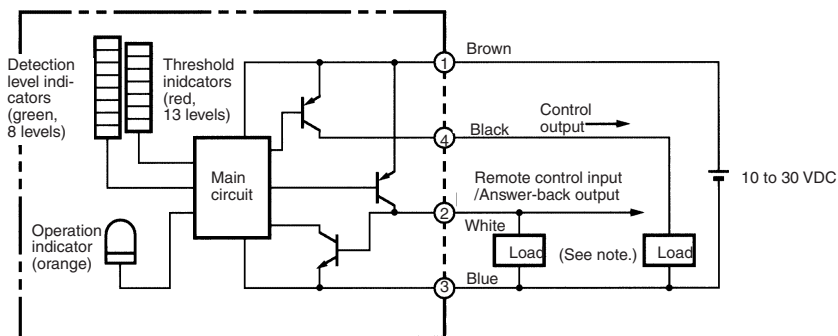 Detection
level indi-
cators
(green,
8 levels)
Threshold
inidcators
(red,
13 levels)
Operation
indicator
(orange)
Main
circuit
1
Brown
4
Black
Control
output
2
White
Remote control input
/Answer-back output
3
Blue
Load
(See note.)
Load
10 to 30 VDC